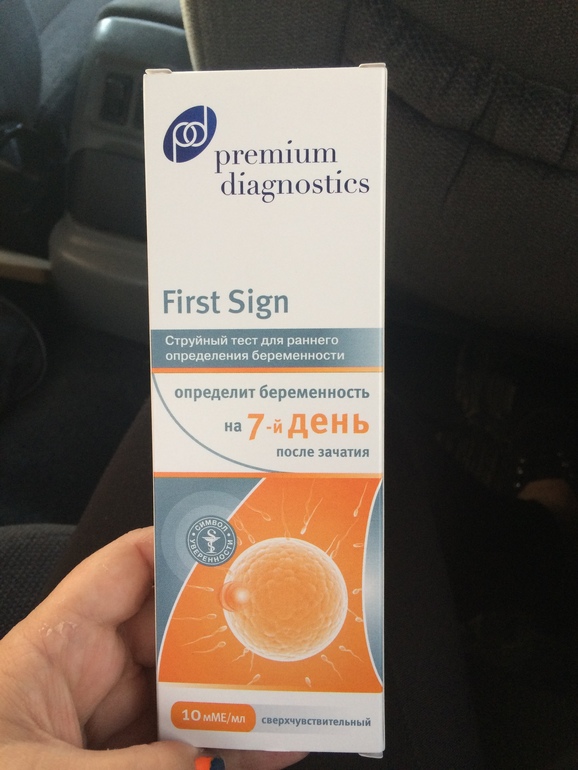 pd
premium
diagnostics
First Sign
Струйный тест для раннего
определения беременности
определит беременность
на 7-й день
после зачатия
СИМВОЛ
УВЕРЕННОСТИ
10 мМЕ/мл сверхчувствительный